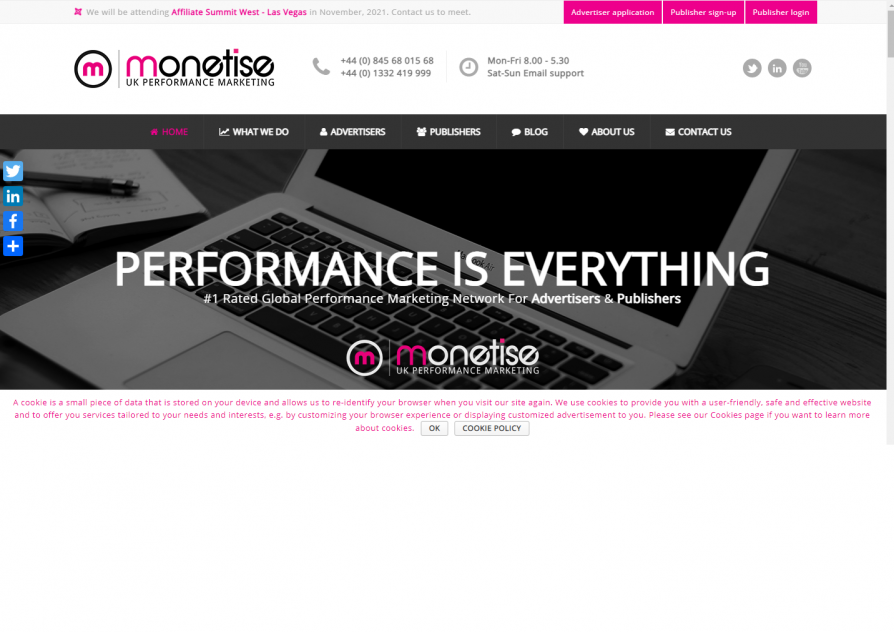 We will be attending Affiliate Summit West - Las Vegas in November, 2021. Contact us to meet.
Advertiser application
Publisher sign-up
Publisher login
m monetise
UK PERFORMANCE MARKETING
+44 (0) 845 68 015 68
+44 (0) 1332 419 999
Mon-Fri 8.00 - 5.30
Sat-Sun Email support
HOME
WHAT WE DO
ADVERTISERS
PUBLISHERS
BLOG
ABOUT US
CONTACT US
PERFORMANCE IS EVERYTHING
#1 Rated Global Performance Marketing Network For Advertisers & Publishers
m monetise
UK PERFORMANCE MARKETING
A cookie is a small piece of data that is stored on your device and allows us to re-identify your browser when you visit our site again. We use cookies to provide you with a user-friendly, safe and effective website
and to offer you services tailored to your needs and interests, e.g. by customizing your browser experience or displaying customized advertisement to you. Please see our Cookies page if you want to learn more
about cookies. OK COOKIE POLICY